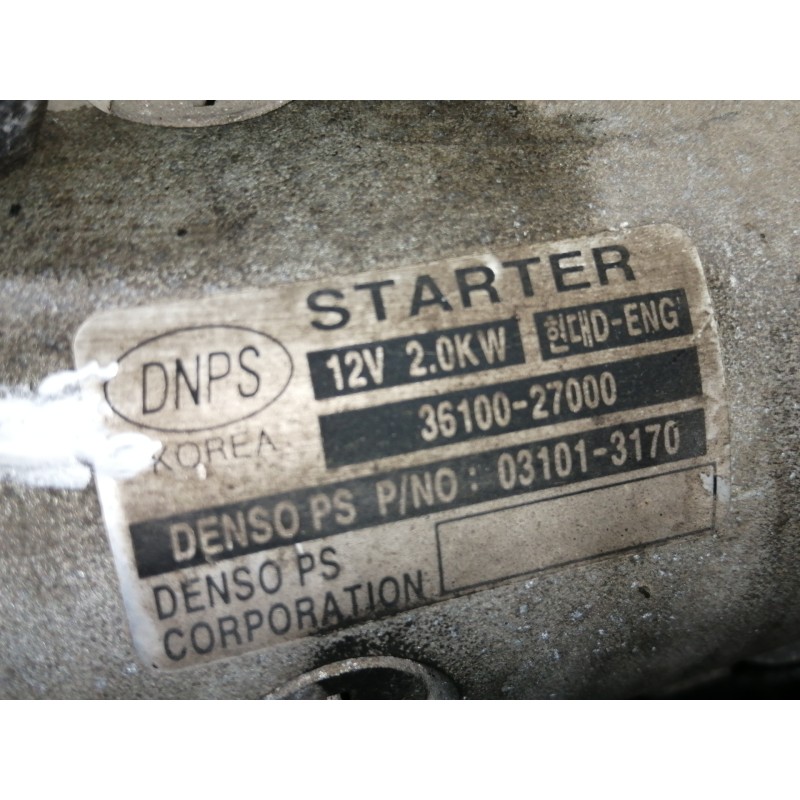 STARTER
DNPS
KOREA
12V 2.0KW
현대D-ENG'
36100-27000
DENSO PS P/NO : 03101-3170
DENSO PS
CORPORATION